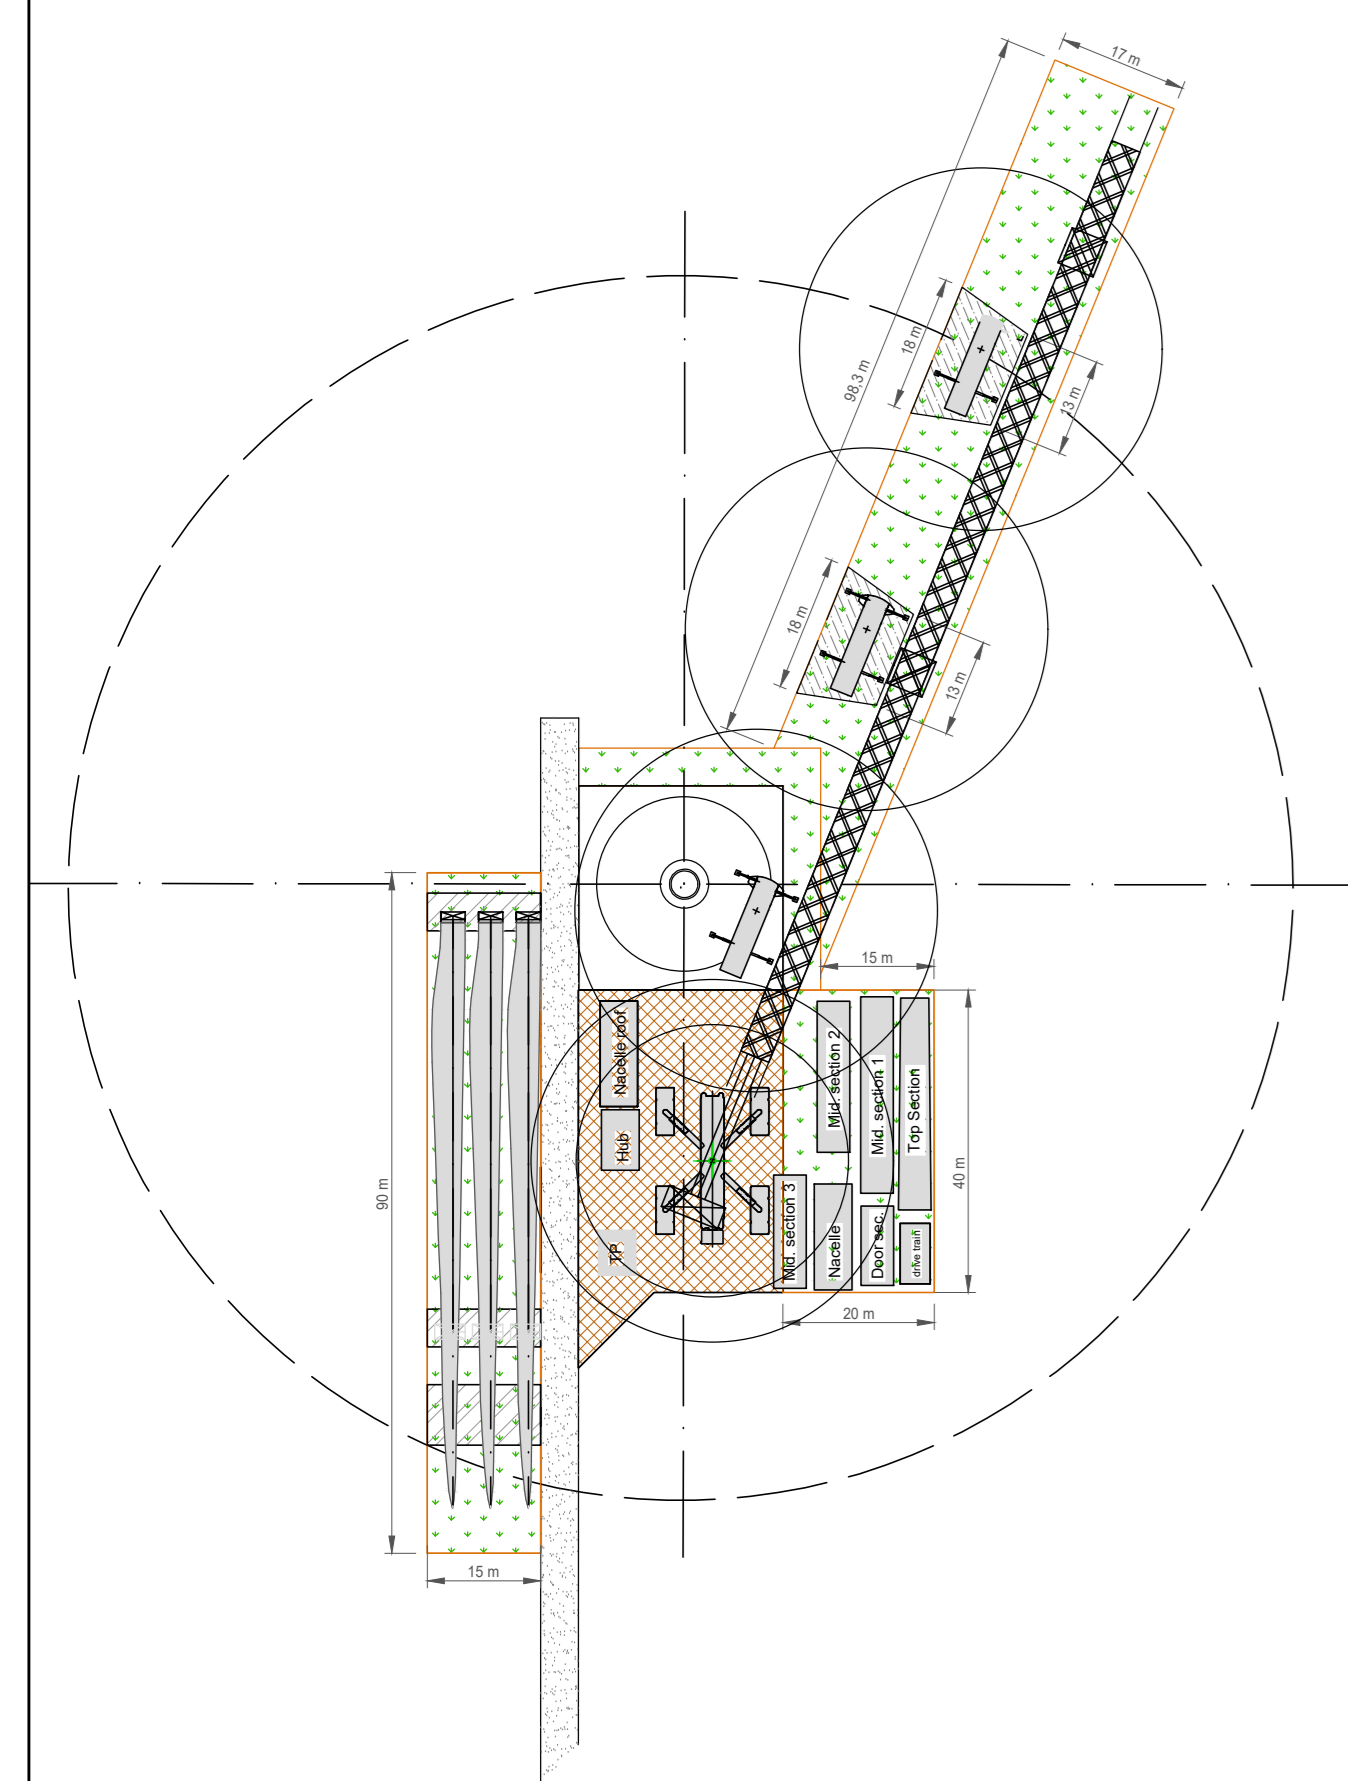 17 m
98,3 m
18 m
13 m
18 m
13 m
15 m
90 m
40 m
20 m
15 m
Nacelle roof
Hub
TP
Mid. section 2
Mid. section 1
Top Section
Mid. section 3
Nacelle
Door sec.
drive train